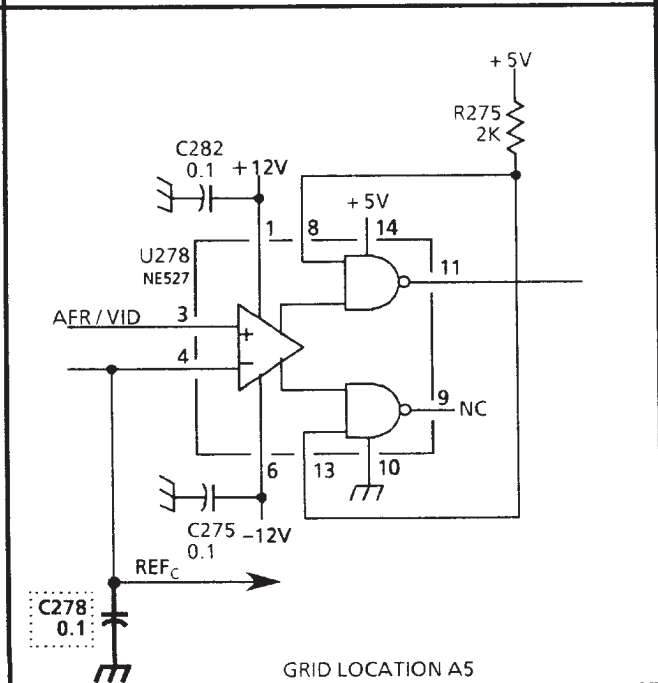 +5V
R275
2K
C282
0.1
+12V
+5V
1
8
14
U278
NE527
11
AFR/VID
3
+
4
−
9
NC
6
13
10
C275
0.1
−12V
REFC
C278
0.1
GRID LOCATION A5